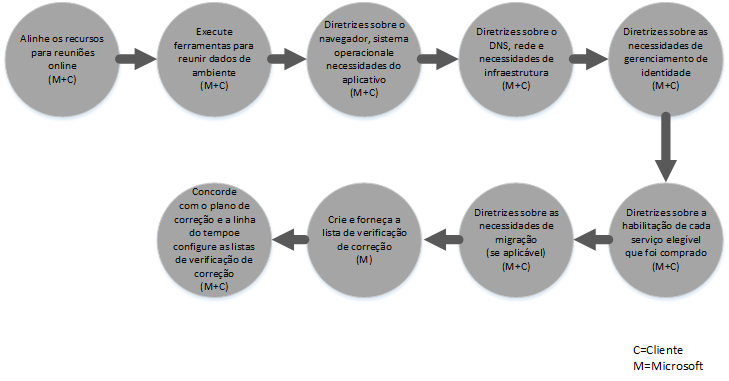 Alinhe os recursos
para reuniões
online
(M+C)
Execute
ferramentas para
reunir dados de
ambiente
(M+C)
Diretrizes sobre o
navegador, sistema
operacionale
necessidades do
aplicativo
(M+C)
Diretrizes sobre o
DNS, rede e
necessidades de
infraestrutura
(M+C)
Diretrizes sobre as
necessidades de
gerenciamento de
identidade
(M+C)
Diretrizes sobre a
habilitação de cada
serviço elegível
que foi comprado
(M+C)
Diretrizes sobre as
necessidades de
migração
(se aplicável)
(M+C)
Crie e forneça a
lista de verificação
de correção
(M)
Concorde
com o plano de
correção e a linha
do tempoe
configure as listas
de verificação de
correção
(M+C)
C=Cliente
M=Microsoft